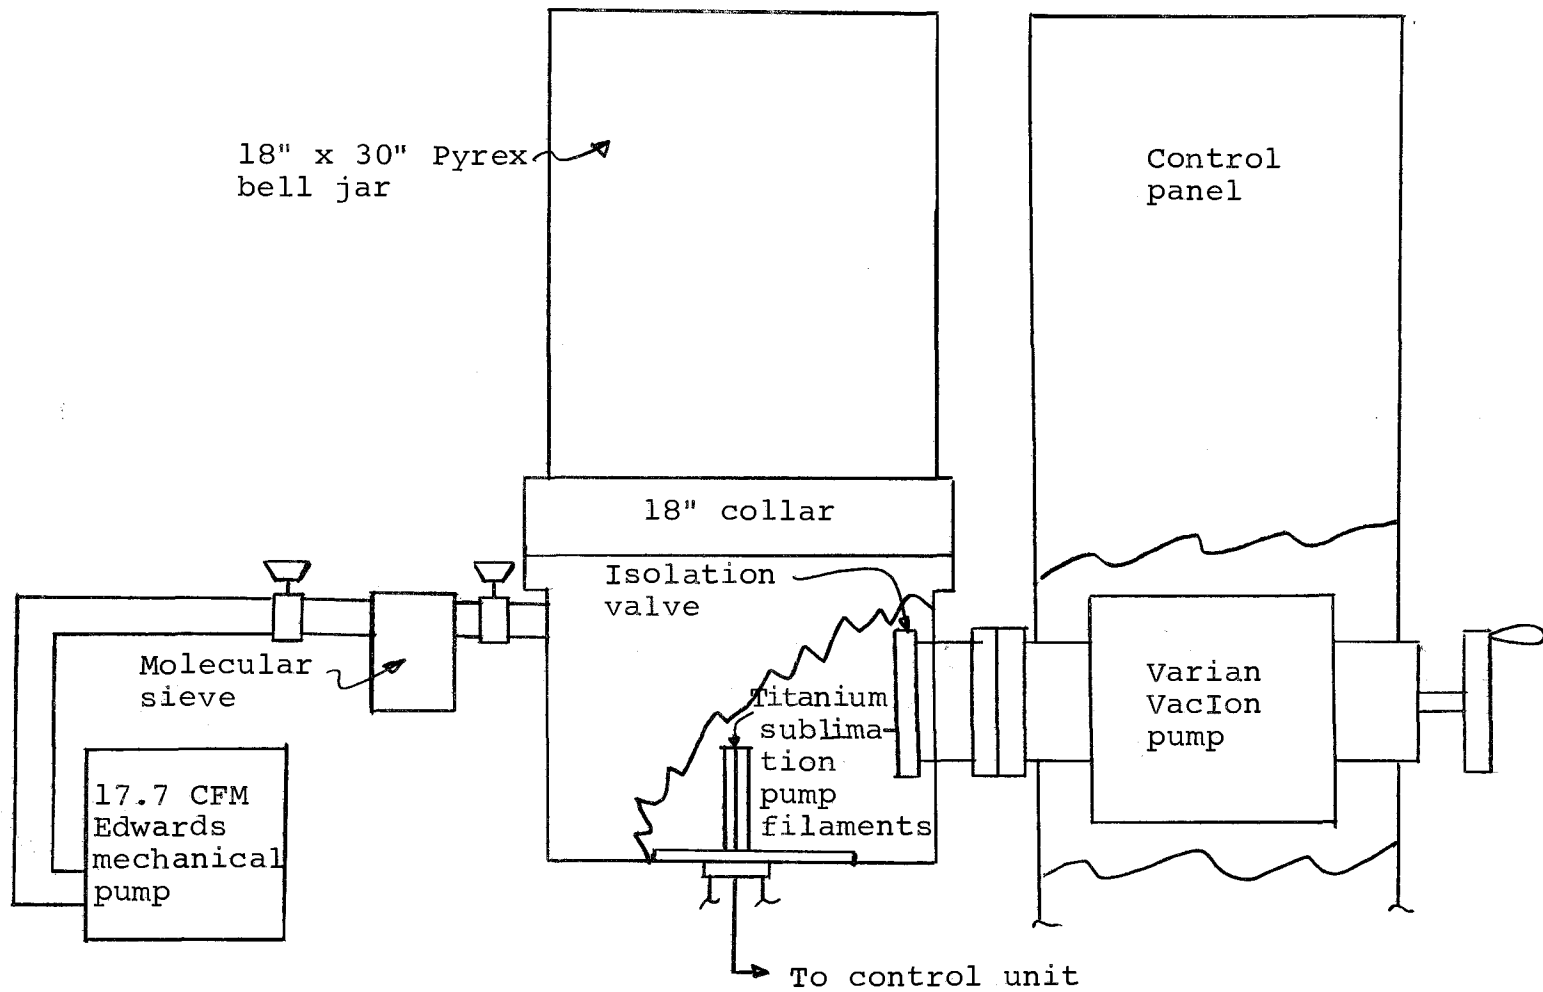 18" x 30" Pyrex
bell jar
Control
panel
18" collar
Isolation
valve
Molecular
sieve
Titanium
sublima-
tion
pump
filaments
Varian
VacIon
pump
17.7 CFM
Edwards
mechanical
pump
To control unit